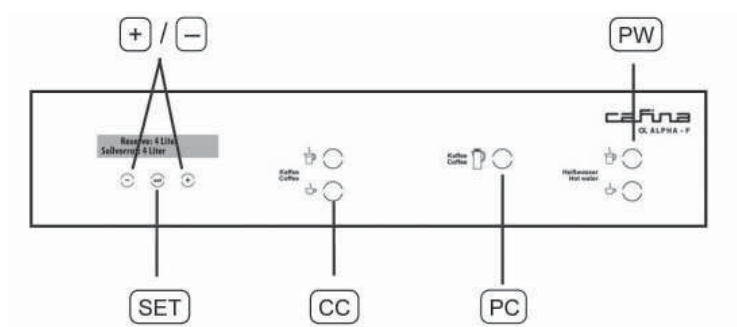 + / –
PW
cafina
α ALPHA - F
Reserve: 4 Liter
Sollvorrat: 4 Liter
– set +
Kaffee
Coffee
Kaffee
Coffee
Heißwasser
Hot water
SET
CC
PC